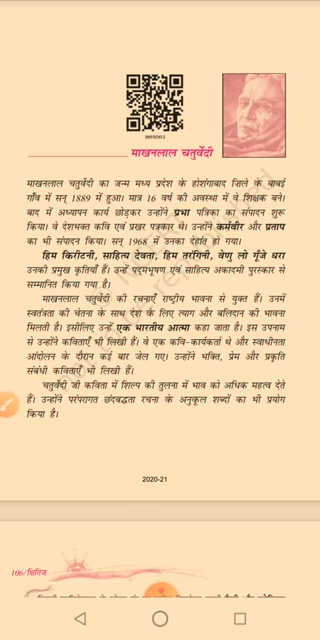 माखनलाल चतुर्वेदी
माखनलाल चतुर्वेदी का जन्म मध्य प्रदेश के होशंगाबाद ज़िले के बाबई
गाँव में सन् 1889 में हुआ। मात्र 16 वर्ष की अवस्था में वे शिक्षक बने।
बाद में अध्यापन कार्य छोड़कर उन्होंने प्रभा पत्रिका का संपादन शुरू
किया। वे देशभक्त कवि एवं प्रखर पत्रकार थे। उन्होंने कर्मवीर और प्रताप
का भी संपादन किया। सन् 1968 में उनका देहांत हो गया।
हिम किरीटनी, साहित्य देवता, हिम तरंगिनी, वेणु लो गूँजे धरा
उनकी प्रमुख कृतियाँ हैं। उन्हें पद्मभूषण एवं साहित्य अकादमी पुरस्कार से
सम्मानित किया गया है।
माखनलाल चतुर्वेदी की रचनाएँ राष्ट्रीय भावना से युक्त हैं। उनमें
स्वतंत्रता की चेतना के साथ देश के लिए त्याग और बलिदान की भावना
मिलती है। इसीलिए उन्हें एक भारतीय आत्मा कहा जाता है। इस उपनाम
से उन्होंने कविताएँ भी लिखी हैं। वे एक कवि-कार्यकर्ता थे और स्वाधीनता
आंदोलन के दौरान कई बार जेल गए। उन्होंने भक्ति, प्रेम और प्रकृति
संबंधी कविताएँ भी लिखी हैं।
चतुर्वेदी जी कविता में शिल्प की तुलना में भाव को अधिक महत्व देते
हैं। उन्होंने परंपरागत छंदबद्धता रचना के अनुकूल शब्दों का भी प्रयोग
किया है।
2020-21
106/क्षितिज